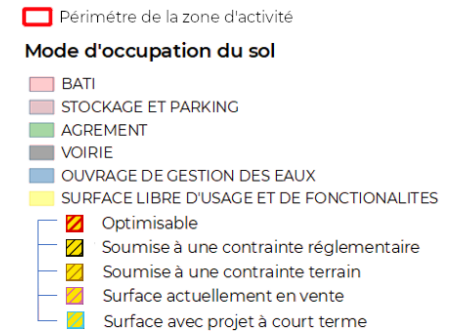 Périmétre de la zone d'activité
Mode d'occupation du sol
BATI
STOCKAGE ET PARKING
AGREMENT
VOIRIE
OUVRAGE DE GESTION DES EAUX
SURFACE LIBRE D'USAGE ET DE FONCTIONALITES
Optimisable
Soumise à une contrainte réglementaire
Soumise à une contrainte terrain
Surface actuellement en vente
Surface avec projet à court terme